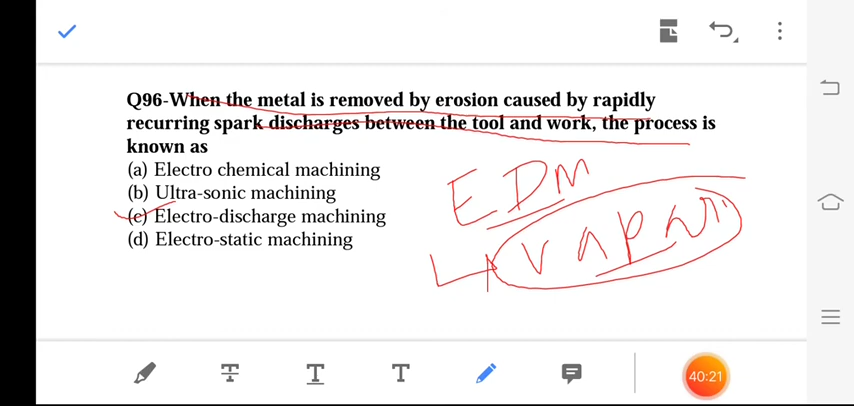 Q96-When the metal is removed by erosion caused by rapidly
recurring spark discharges between the tool and work, the process is
known as
(a) Electro chemical machining
(b) Ultra-sonic machining
(c) Electro-discharge machining
(d) Electro-static machining
EDM
T T T
40:21